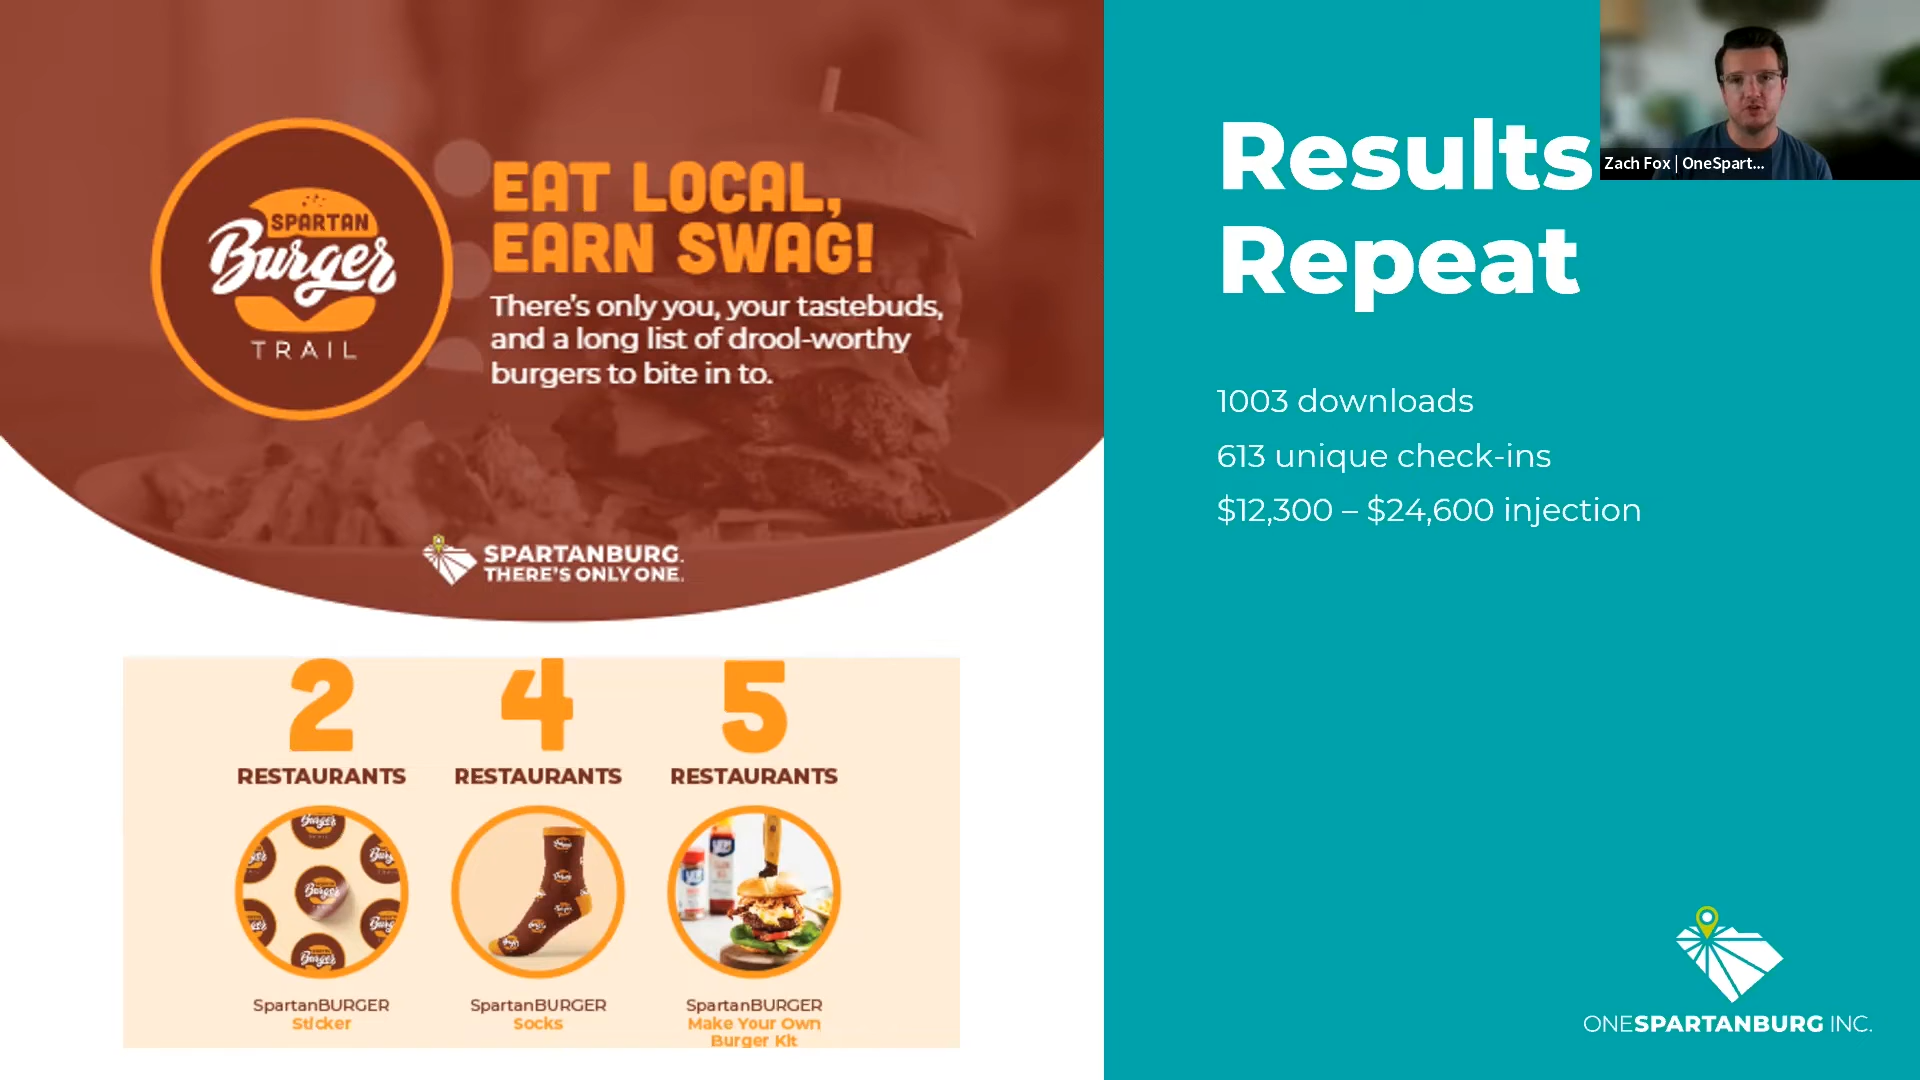 SPARTAN
Burger
TRAIL
EAT LOCAL,
EARN SWAG!
There's only you, your tastebuds,
and a long list of drool-worthy
burgers to bite in to.
SPARTANBURG.
THERE'S ONLY ONE.
2
RESTAURANTS
SpartanBURGER
Sticker
4
RESTAURANTS
SpartanBURGER
Socks
5
RESTAURANTS
SpartanBURGER
Make Your Own
Burger Kit
Results
Repeat
1003 downloads
613 unique check-ins
$12,300 – $24,600 injection
Zach Fox | OneSpart...
ONESPARTANBURG INC.